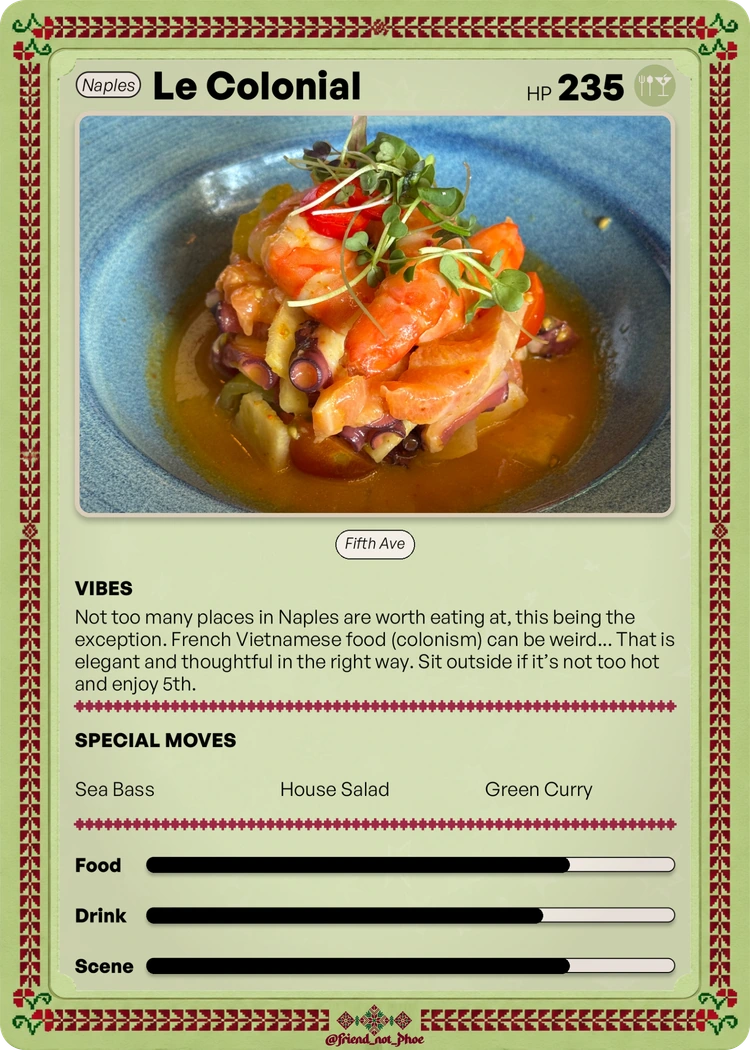 Naples Le Colonial HP 235
Fifth Ave
VIBES
Not too many places in Naples are worth eating at, this being the
exception. French Vietnamese food (colonism) can be weird... That is
elegant and thoughtful in the right way. Sit outside if it's not too hot
and enjoy 5th.
SPECIAL MOVES
Sea Bass House Salad Green Curry
Food
Drink
Scene
@friend_not_Phoe